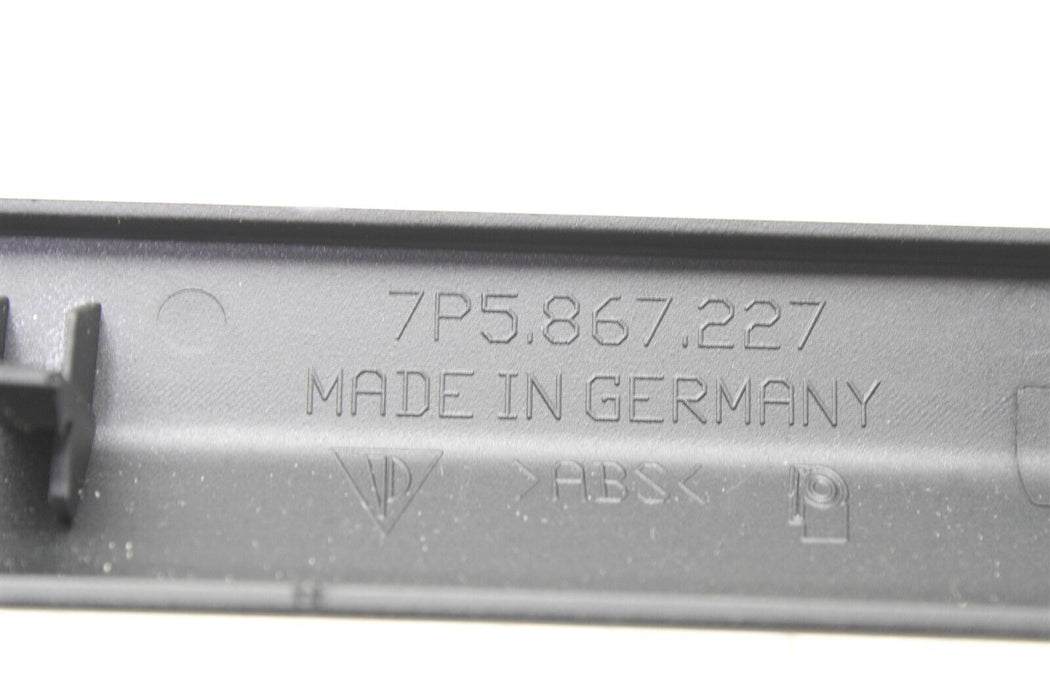 7P5.867.227
MADE IN GERMANY
>ABS<